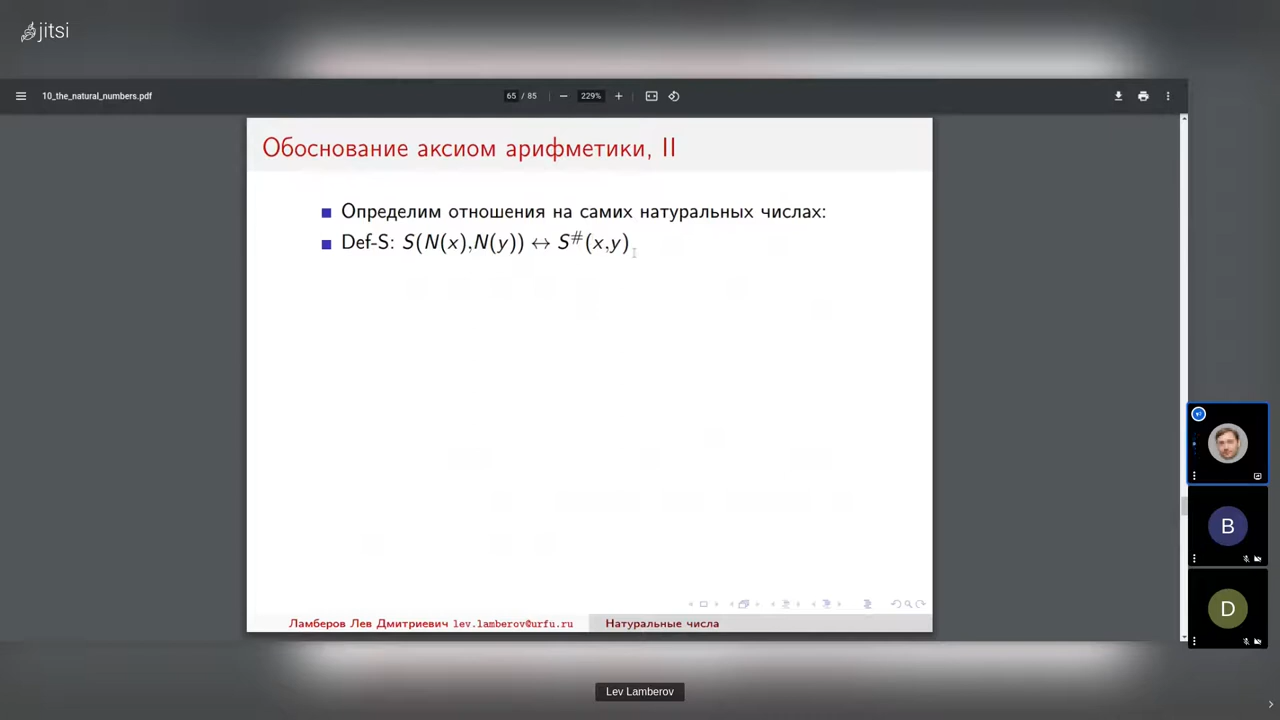 jitsi
10_the_natural_numbers.pdf
65 / 85
229%
Обоснование аксиом арифметики, II
Определим отношения на самих натуральных числах:
Def-S: S(N(x),N(y)) ↔ S#(x,y)
B
D
Ламберов Лев Дмитриевич lev.lamberov@urfu.ru
Натуральные числа
Lev Lamberov